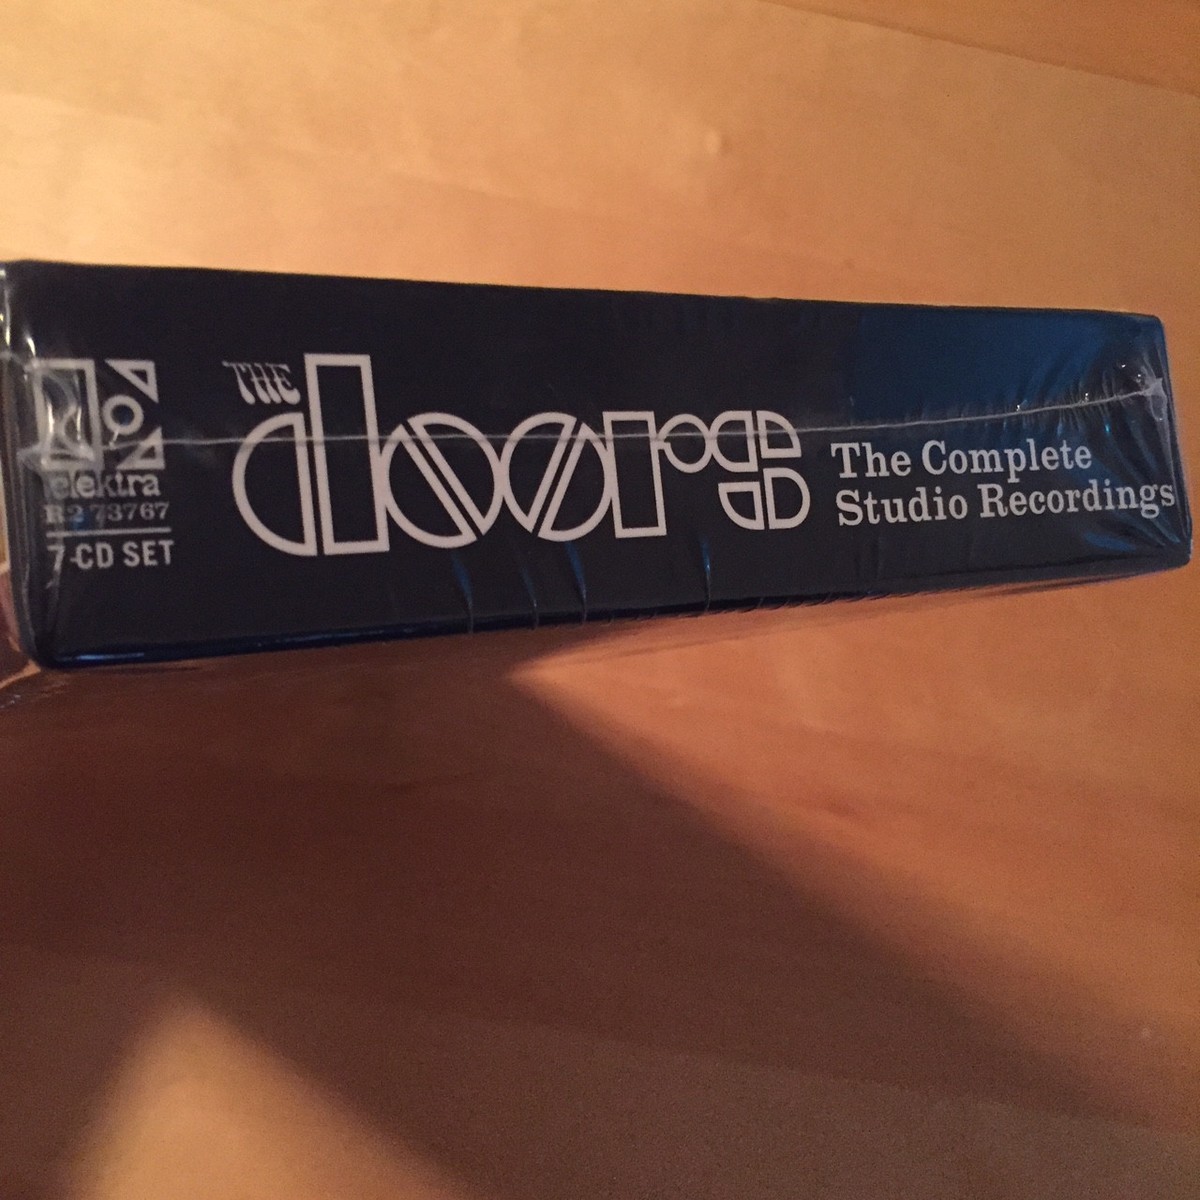 elektra
R2 73767
7-CD SET
THE
doors
The Complete
Studio Recordings